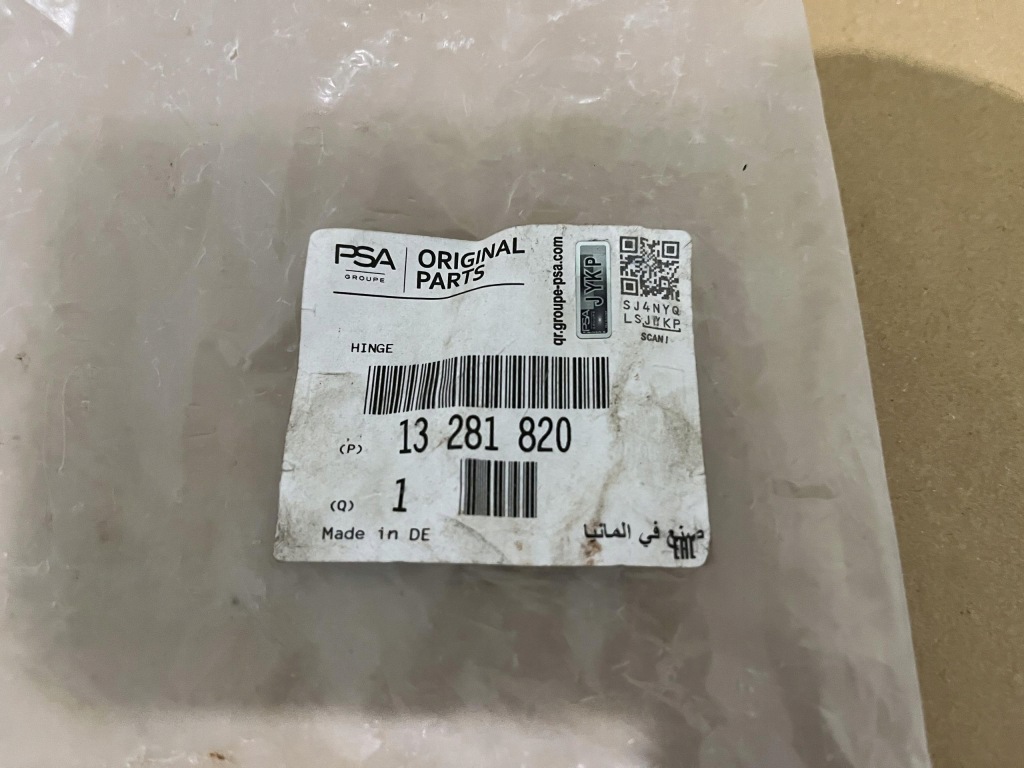 PSA
GROUPE
ORIGINAL
PARTS
qr.groupe-psa.com
PSA
JYKP
SJ4NYQ
LSJYKP
SCAN!
HINGE
(P) 13 281 820
(Q) 1
Made in DE
صنع في المانيا
EAC